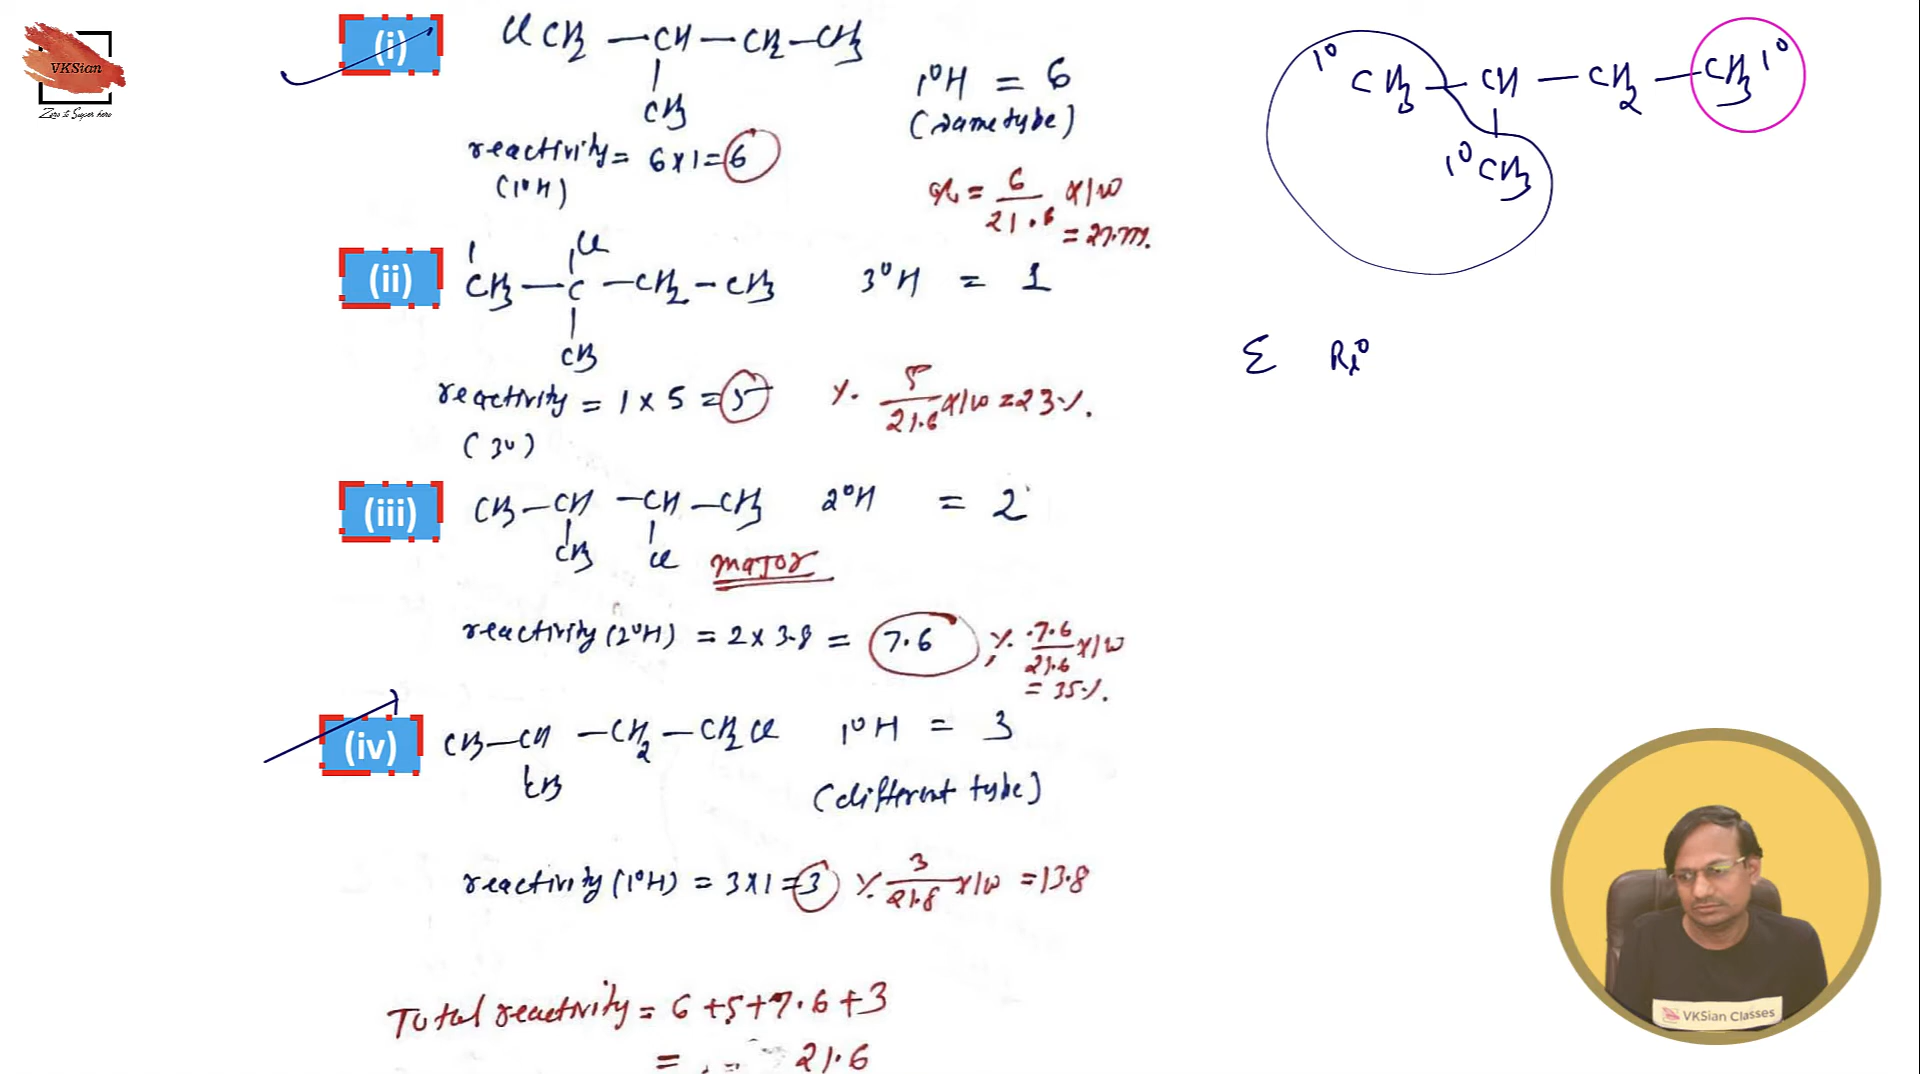 VKSian
Zero to Super hero
(i)
Cl CH2 — CH — CH2 — CH3
CH3
1°H = 6
(same type)
reactivity = 6 x 1 = 6
(1°H)
% = 6/21.6 x 100
(ii)
Cl
CH3 — C — CH2 — CH3
CH3
3°H = 1
reactivity = 1 x 5 = 5
(3°)
% 5/21.6 x 100 = 23%
(iii)
CH3 — CH — CH — CH3
CH3 Cl
2°H = 2
major
reactivity (2°H) = 2 x 3.8 = 7.6
% 7.6/21.6 x 100
= 35%
(iv)
CH3 — CH — CH2 — CH2 Cl
CH3
1°H = 3
(different type)
reactivity (1°H) = 3 x 1 = 3
% 3/21.8 x 100 = 13.8
Total reactivity = 6 + 5 + 7.6 + 3
= 21.6
1° CH3 — CH — CH2 — CH3 1°
1° CH3
Σ
VKSian Classes